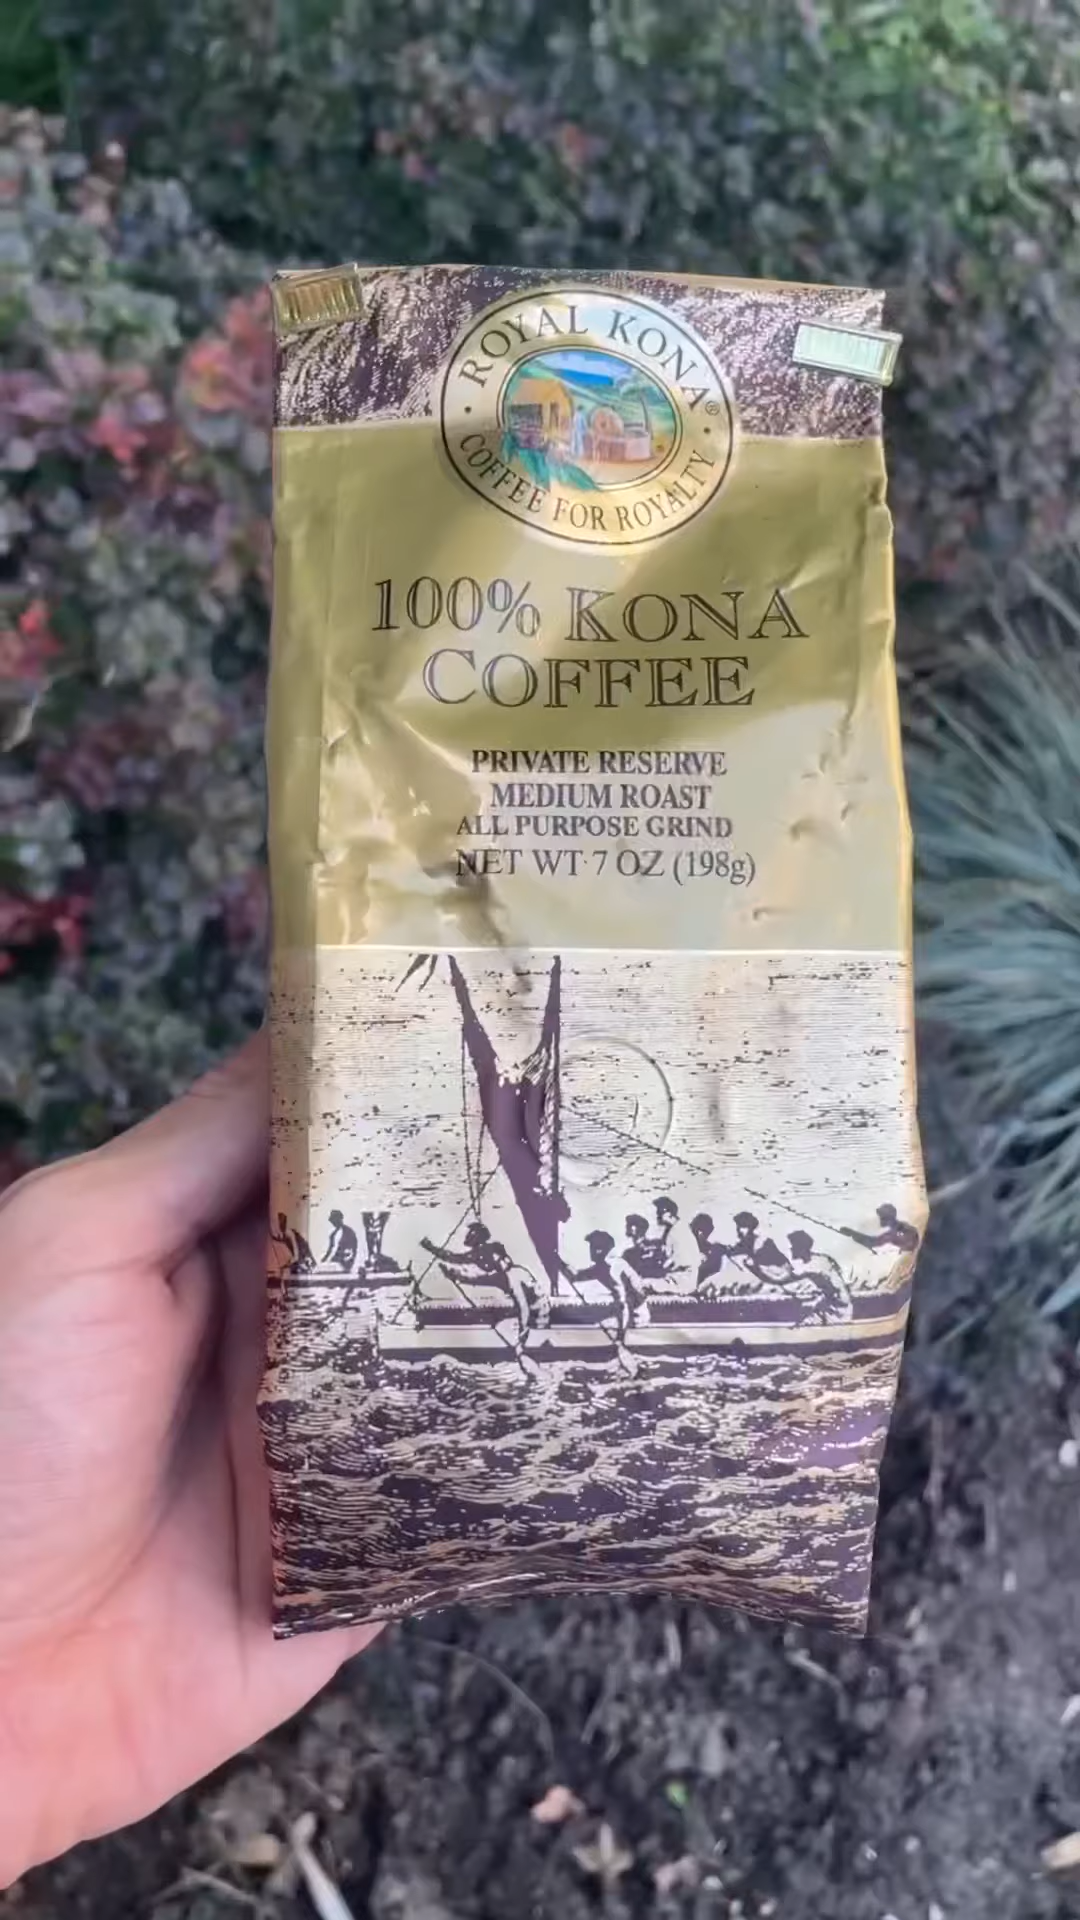 ROYAL KONA®
COFFEE FOR ROYALTY
100% KONA
COFFEE
PRIVATE RESERVE
MEDIUM ROAST
ALL PURPOSE GRIND
NET WT·7 OZ (198g)